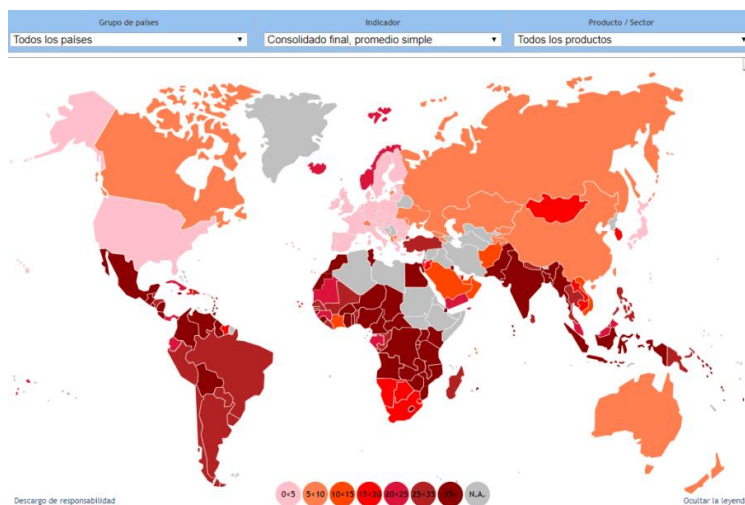 Grupo de países
Indicador
Producto / Sector
Todos los países
Consolidado final, promedio simple
Todos los productos
0<5
5<10
10<15
15<20
20<25
25<35
N.A.
Descargo de responsabilidad
Ocultar la leyend